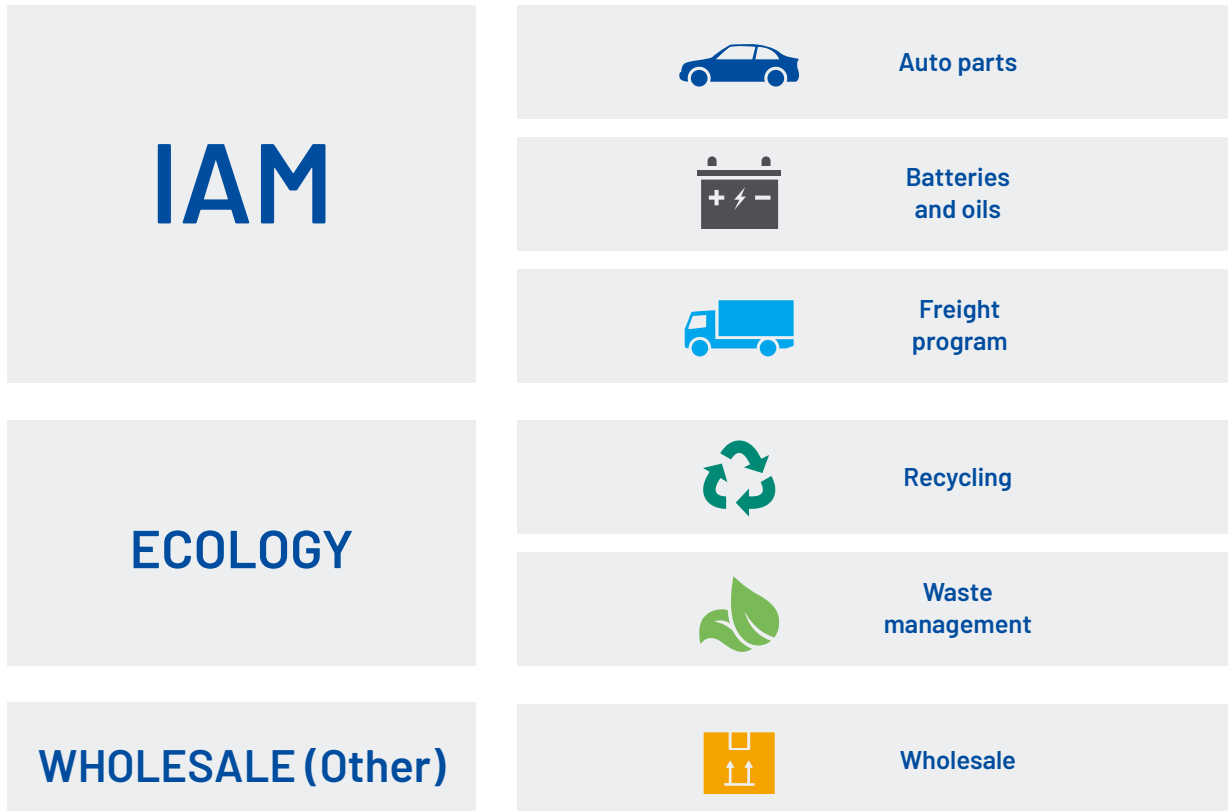 IAM
Auto parts
Batteries
and oils
Freight
program
ECOLOGY
Recycling
Waste
management
WHOLESALE (Other)
Wholesale